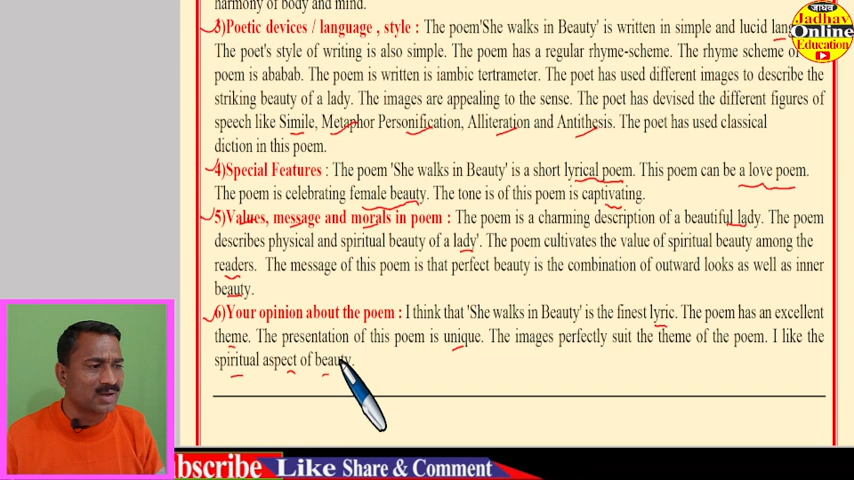 harmony of body and mind.
3)Poetic devices / language , style : The poem'She walks in Beauty' is written in simple and lucid
The poet's style of writing is also simple. The poem has a regular rhyme-scheme. The rhyme scheme of
poem is ababab. The poem is written is iambic tertrameter. The poet has used different images to describe the
striking beauty of a lady. The images are appealing to the sense. The poet has devised the different figures of
speech like Simile, Metaphor Personification, Alliteration and Antithesis. The poet has used classical
diction in this poem.
4)Special Features : The poem 'She walks in Beauty' is a short lyrical poem. This poem can be a love poem.
The poem is celebrating female beauty. The tone is of this poem is captivating.
5)Values, message and morals in poem : The poem is a charming description of a beautiful lady. The poem
describes physical and spiritual beauty of a lady'. The poem cultivates the value of spiritual beauty among the
readers. The message of this poem is that perfect beauty is the combination of outward looks as well as inner
beauty.
6)Your opinion about the poem : I think that 'She walks in Beauty' is the finest lyric. The poem has an excellent
theme. The presentation of this poem is unique. The images perfectly suit the theme of the poem. I like the
spiritual aspect of beauty.
जाधव
Jadhav
Online
Education
bscribe Like Share & Comment